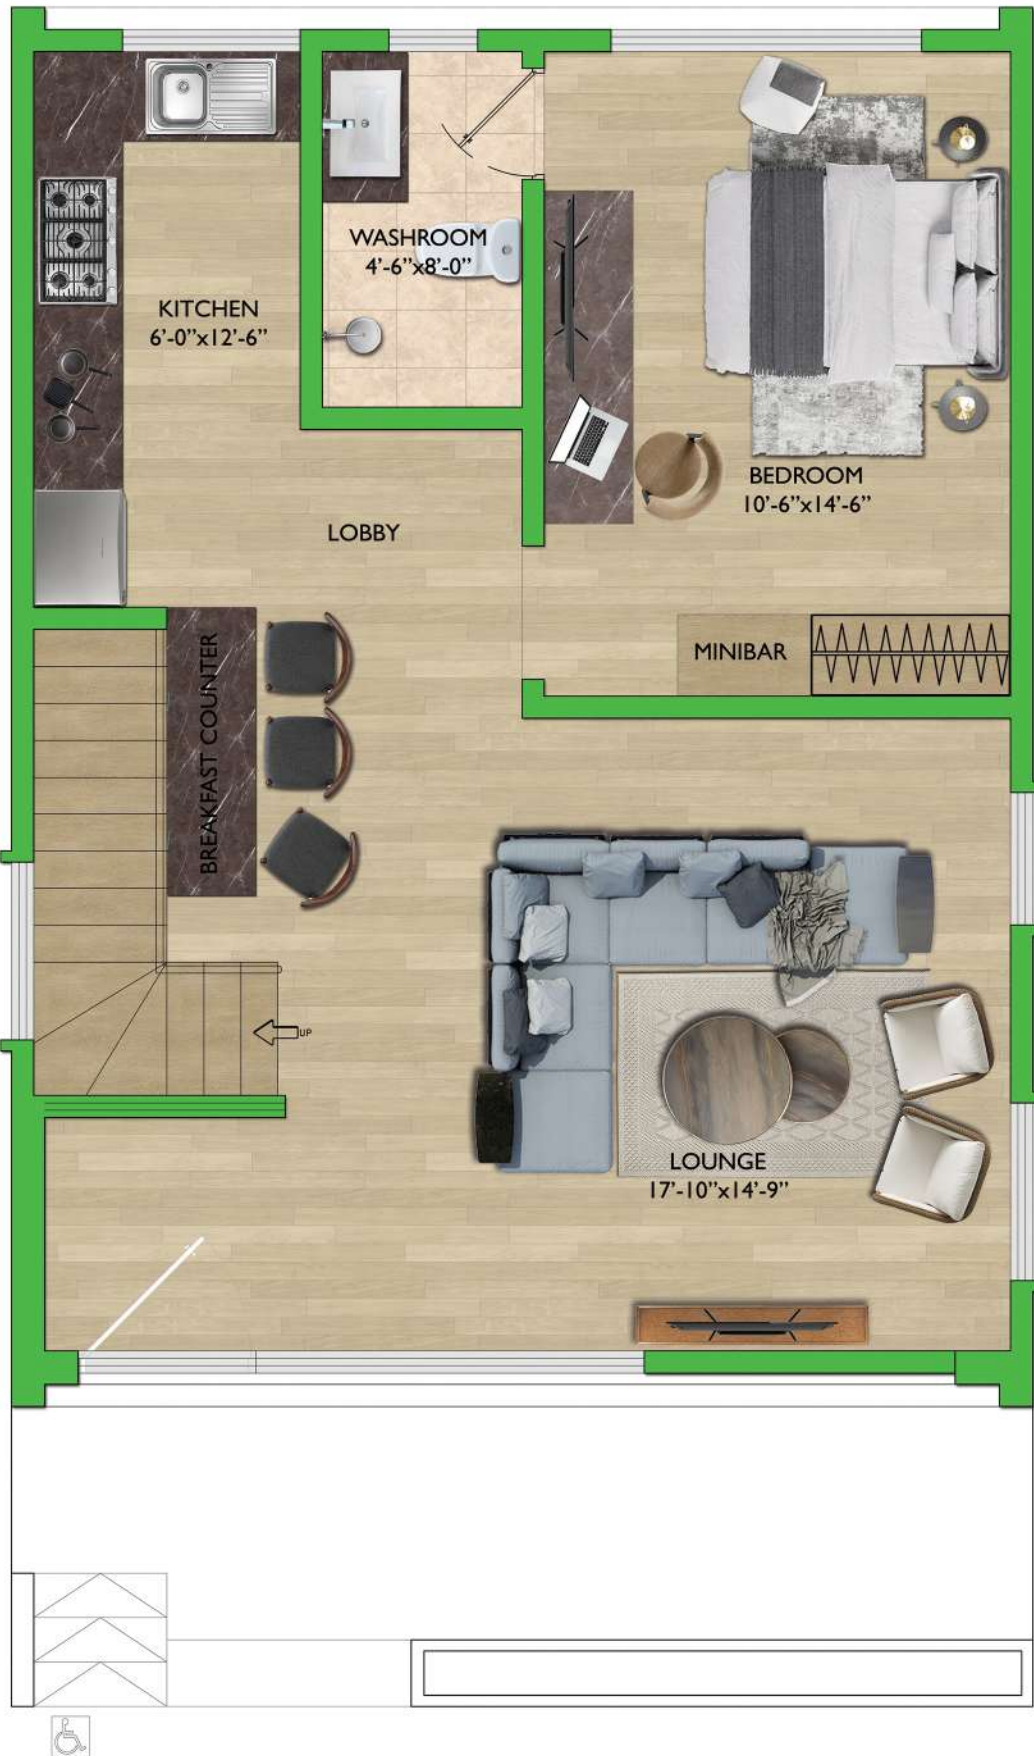 WASHROOM
4'-6”x8'-0”
KITCHEN
6'-0”x12'-6”
BEDROOM
10'-6”x14'-6”
LOBBY
MINIBAR
BREAKFAST COUNTER
UP
LOUNGE
17'-10”x14'-9”